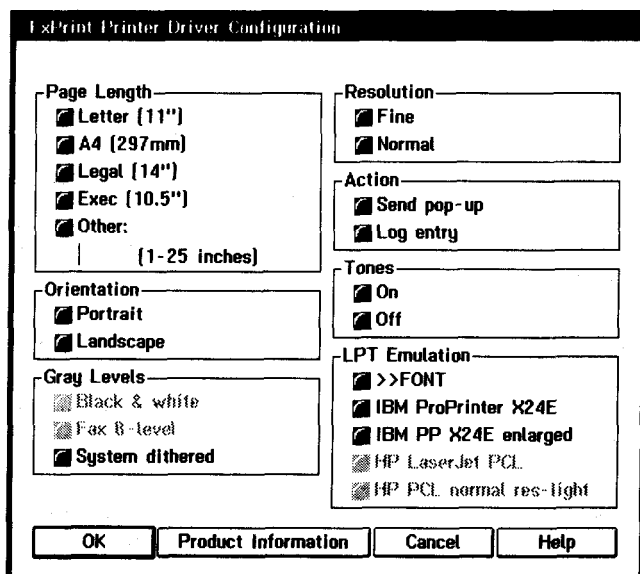 FxPrint Printer Driver Configuration
Page Length
Letter (11")
A4 (297mm)
Legal (14")
Exec (10.5")
Other:
(1-25 inches)
Orientation
Portrait
Landscape
Gray Levels
Black & white
Fax 8-level
System dithered
Resolution
Fine
Normal
Action
Send pop-up
Log entry
Tones
On
Off
LPT Emulation
>>FONT
IBM ProPrinter X24E
IBM PP X24E enlarged
HP LaserJet PCL
HP PCL normal res-light
OK
Product Information
Cancel
Help